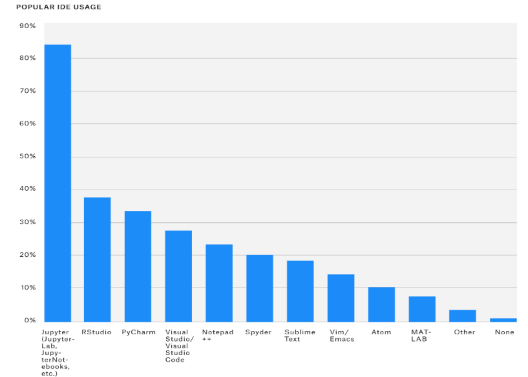 POPULAR IDE USAGE
90%
80%
70%
60%
50%
40%
30%
20%
10%
0%
Jupyter
(Jupyter-
Lab,
Jupy-
terNot-
ebooks,
etc.)
RStudio
PyCharm
Visual
Studio/
Visual
Studio
Code
Notepad
++
Spyder
Sublime
Text
Vim/
Emacs
Atom
MAT-
LAB
Other
None